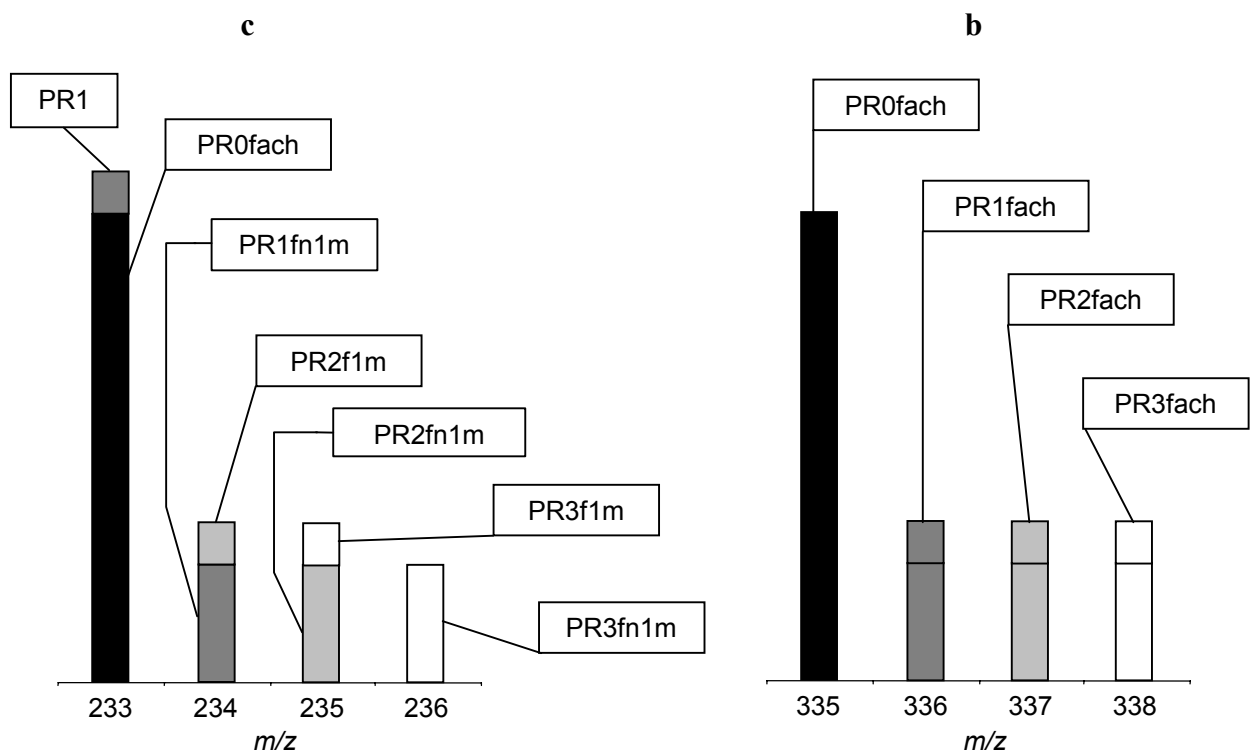 c
PR1
PR0fach
PR1fn1m
PR2f1m
PR2fn1m
PR3f1m
PR3fn1m
233 234 235 236
m/z
b
PR0fach
PR1fach
PR2fach
PR3fach
335 336 337 338
m/z